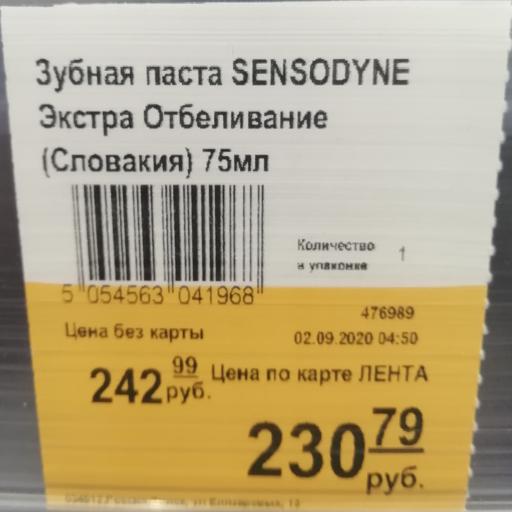 Зубная паста SENSODYNE
Экстра Отбеливание
(Словакия) 75мл
Количество
в упаковке 1
5 054563 041968
476989
Цена без карты 02.09.2020 04:50
242 99 руб. Цена по карте ЛЕНТА
230 79 руб.